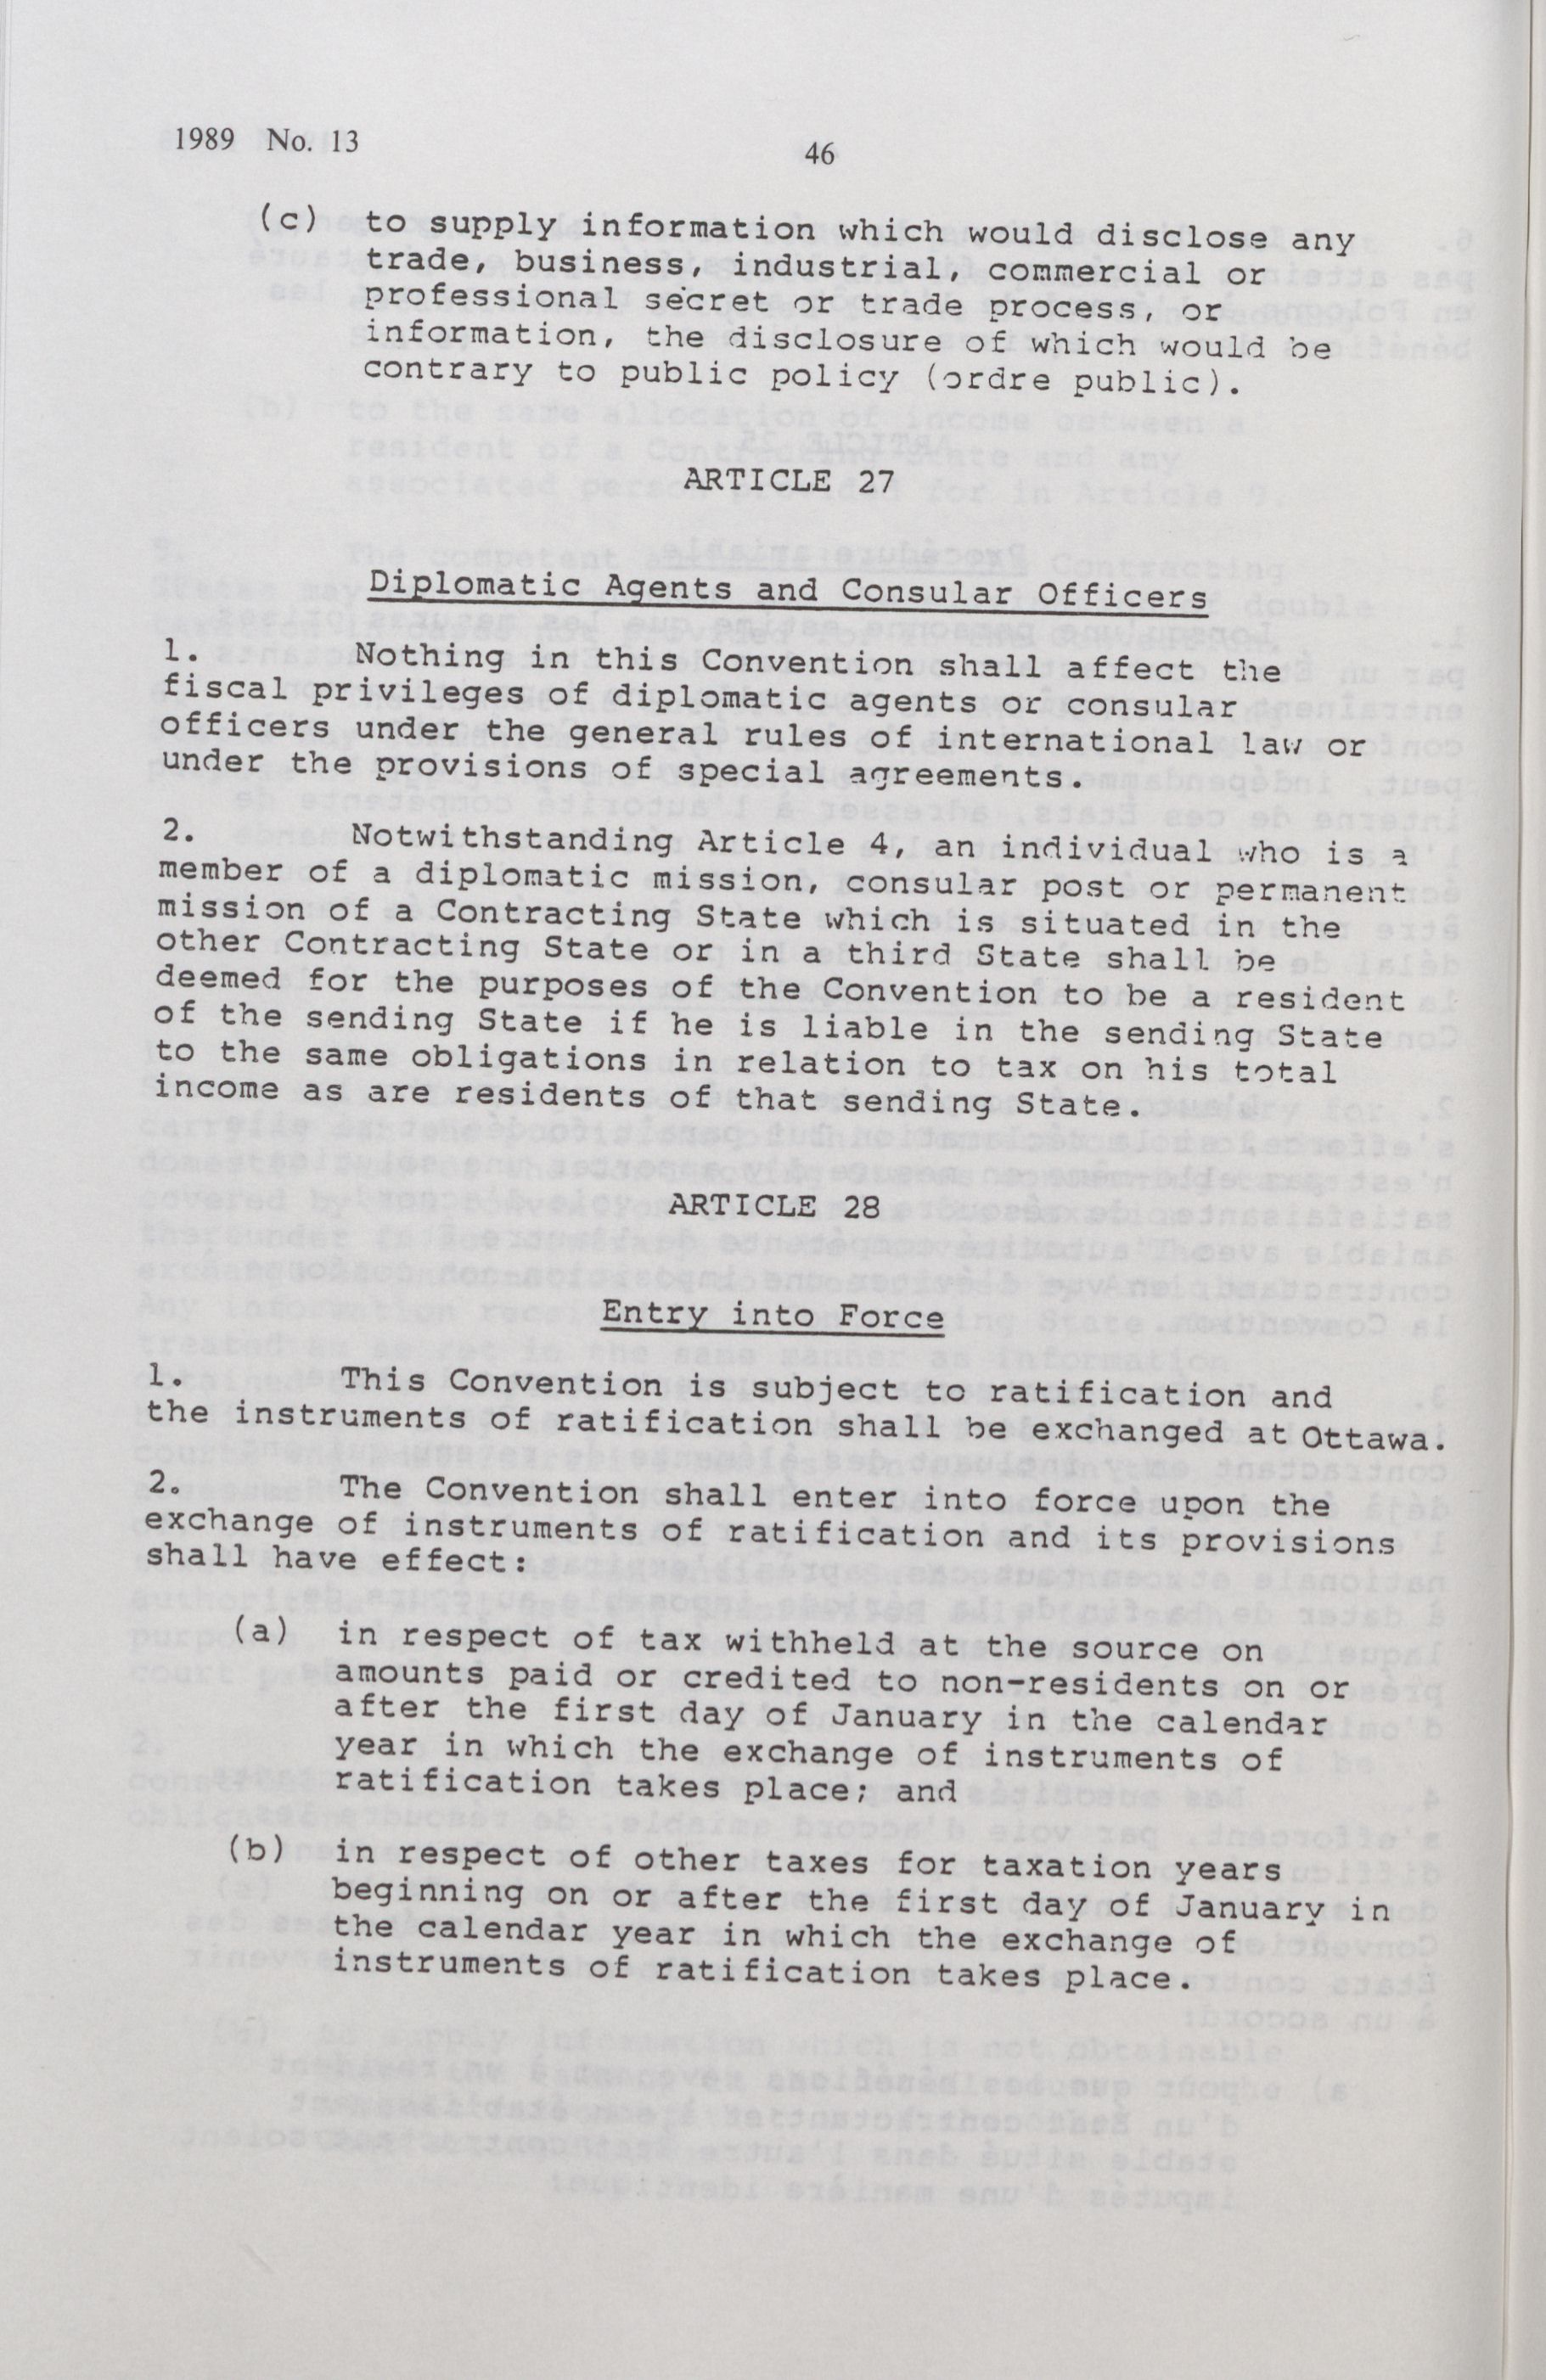 1989 No. 13
46
(c) to supply information which would disclose any
trade, business, industrial, commercial or
professional secret or trade process, or
information, the disclosure of which would be
contrary to public policy (ordre public).
ARTICLE 27
Diplomatic Agents and Consular Officers
1. Nothing in this Convention shall affect the
fiscal privileges of diplomatic agents or consular
officers under the general rules of international law or
under the provisions of special agreements.
2. Notwithstanding Article 4, an individual who is a
member of a diplomatic mission, consular post or permanent
mission of a Contracting State which is situated in the
other Contracting State or in a third State shall be
deemed for the purposes of the Convention to be a resident
of the sending State if he is liable in the sending State
to the same obligations in relation to tax on his total
income as are residents of that sending State.
ARTICLE 28
Entry into Force
1. This Convention is subject to ratification and
the instruments of ratification shall be exchanged at Ottawa.
2. The Convention shall enter into force upon the
exchange of instruments of ratification and its provisions
shall have effect:
(a) in respect of tax withheld at the source on
amounts paid or credited to non-residents on or
after the first day of January in the calendar
year in which the exchange of instruments of
ratification takes place; and
(b) in respect of other taxes for taxation years
beginning on or after the first day of January in
the calendar year in which the exchange of
instruments of ratification takes place.